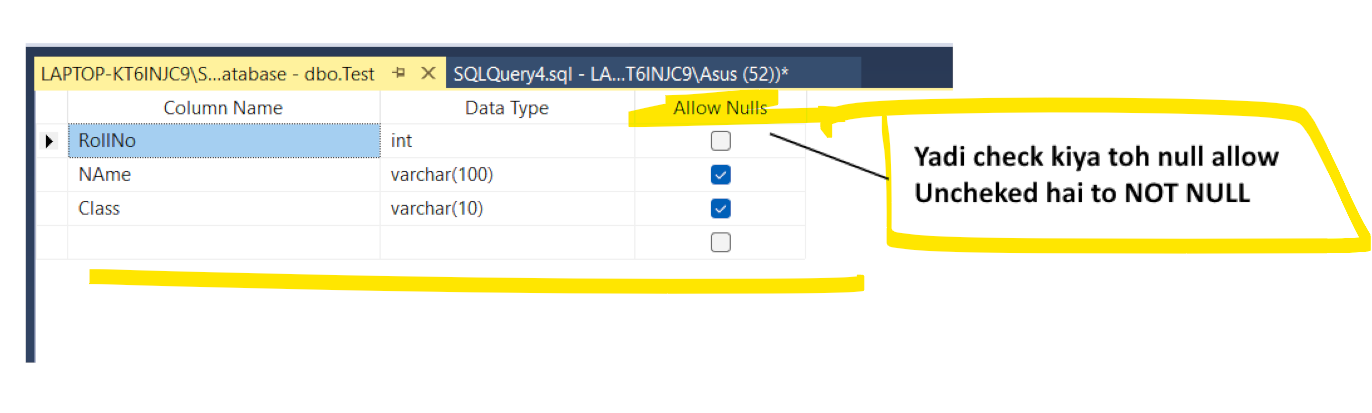 LAPTOP-KT6INJC9\S...atabase - dbo.Test SQLQuery4.sql - LA...T6INJC9\Asus (52))*
Column Name Data Type Allow Nulls
RollNo int
NAme varchar(100)
Class varchar(10)
Yadi check kiya toh null allow
Uncheked hai to NOT NULL